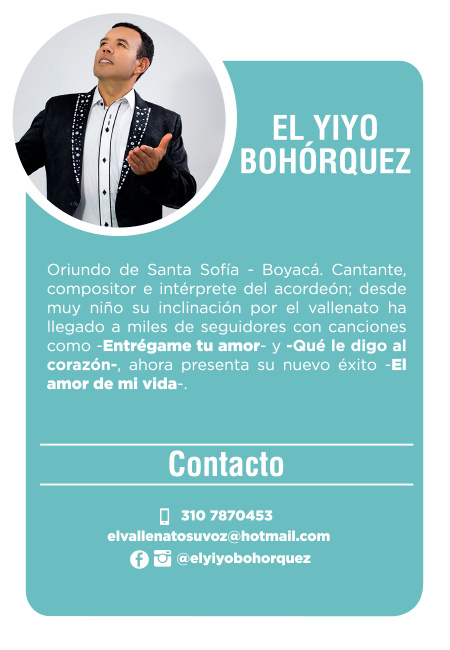 EL YIYO
BOHÓRQUEZ
Oriundo de Santa Sofía - Boyacá. Cantante,
compositor e intérprete del acordeón; desde
muy niño su inclinación por el vallenato ha
llegado a miles de seguidores con canciones
como -Entrégame tu amor- y -Qué le digo al
corazón-, ahora presenta su nuevo éxito -El
amor de mi vida-.
Contacto
310 7870453
elvallenatosuvoz@hotmail.com
@elyiyobohorquez